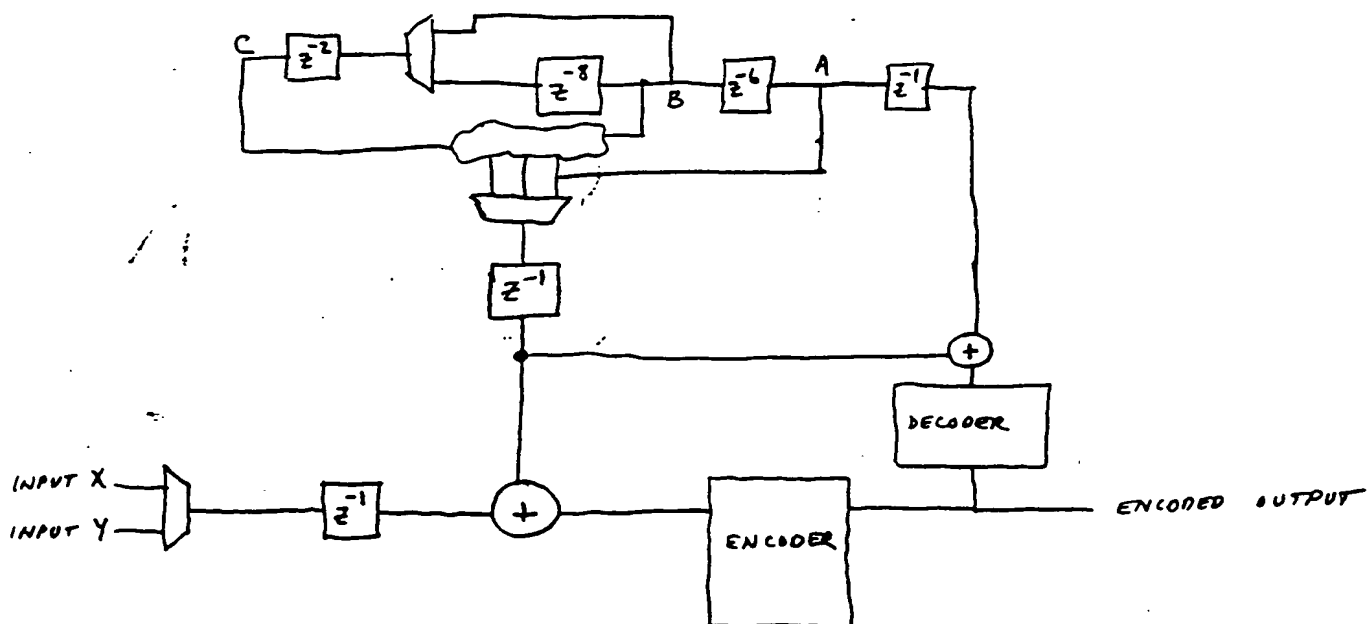 C
z⁻²
z⁻⁸
B
z⁻⁶
A
z⁻¹
z⁻¹
+
DECODER
INPUT X
INPUT Y
z⁻¹
+
ENCODER
ENCODED OUTPUT